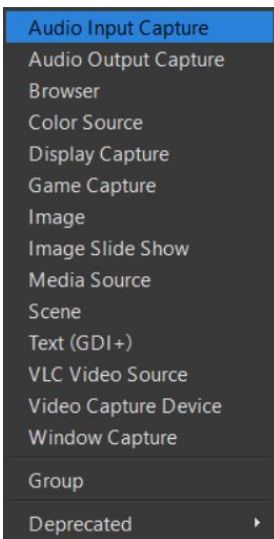 Audio Input Capture
Audio Output Capture
Browser
Color Source
Display Capture
Game Capture
Image
Image Slide Show
Media Source
Scene
Text (GDI+)
VLC Video Source
Video Capture Device
Window Capture
Group
Deprecated